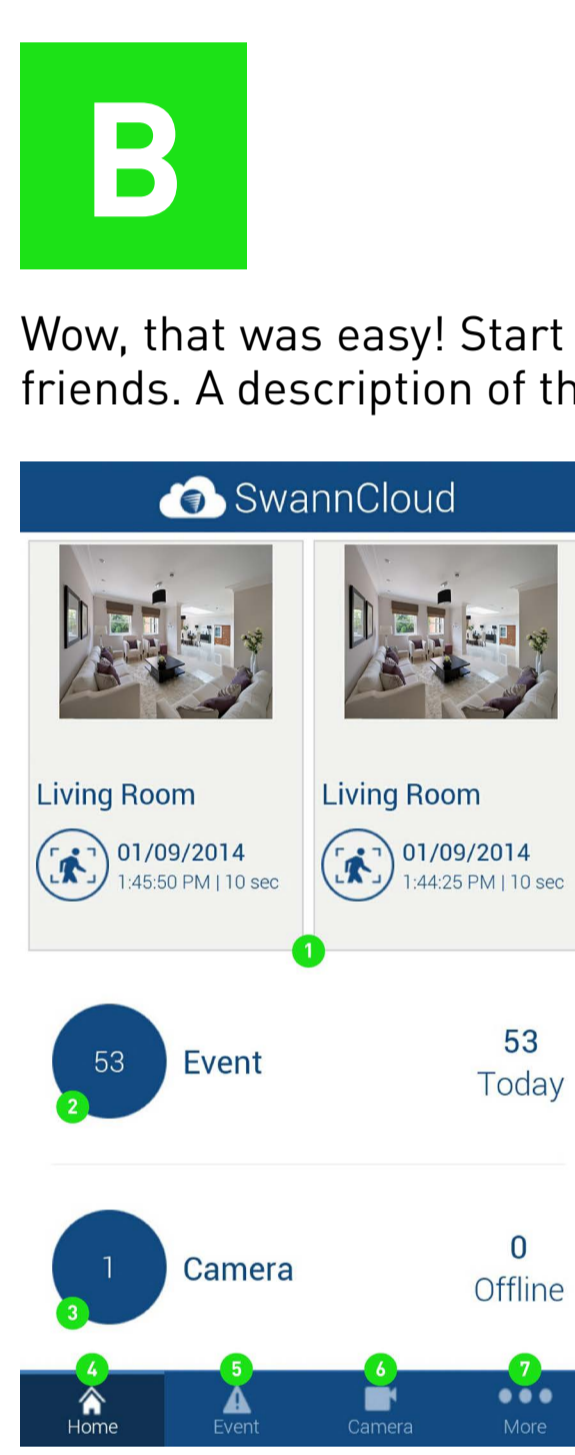 B
Wow, that was easy! Start
friends. A description of th
SwannCloud
Living Room
01/09/2014
1:45:50 PM | 10 sec
Living Room
01/09/2014
1:44:25 PM | 10 sec
1
53
Event
53
Today
2
1
Camera
0
Offline
3
4
5
6
7
Home
Event
Camera
More